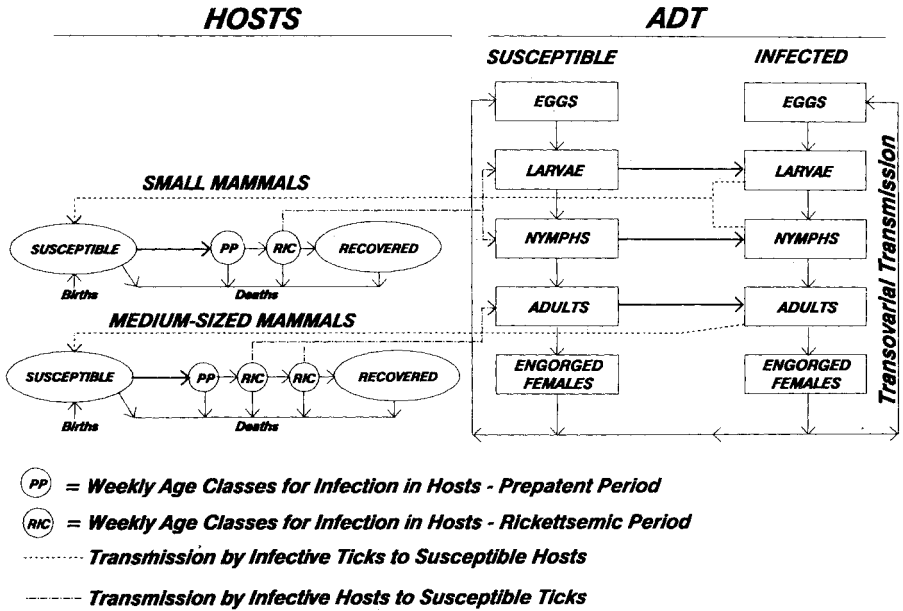 HOSTS
ADT
SUSCEPTIBLE
INFECTED
EGGS
EGGS
LARVAE
LARVAE
SMALL MAMMALS
SUSCEPTIBLE
PP
RIC
RECOVERED
NYMPHS
NYMPHS
Births
Deaths
ADULTS
ADULTS
MEDIUM-SIZED MAMMALS
SUSCEPTIBLE
PP
RIC
RIC
RECOVERED
ENGORGED
FEMALES
ENGORGED
FEMALES
Births
Deaths
Transovarial Transmission
PP = Weekly Age Classes for Infection in Hosts - Prepatent Period
RIC = Weekly Age Classes for Infection in Hosts - Rickettsemic Period
Transmission by Infective Ticks to Susceptible Hosts
Transmission by Infective Hosts to Susceptible Ticks